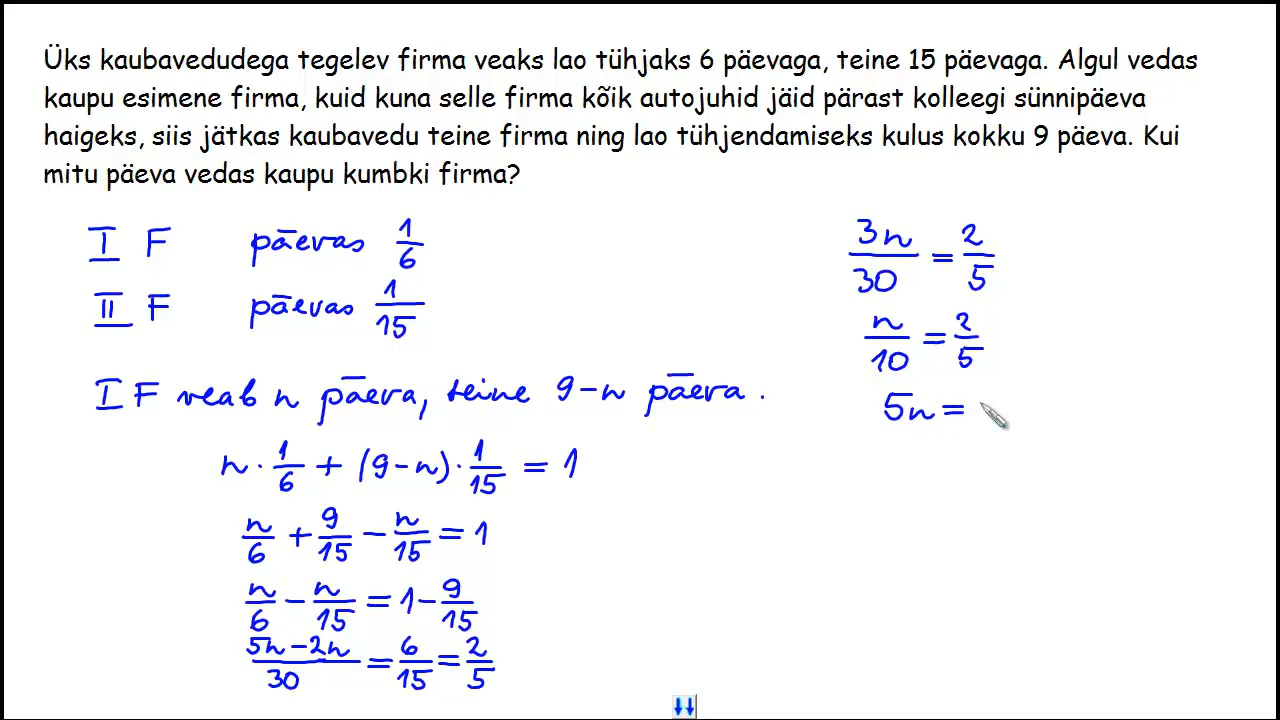 Üks kaubavedudega tegelev firma veaks lao tühjaks 6 päevaga, teine 15 päevaga. Algul vedas
kaupu esimene firma, kuid kuna selle firma kõik autojuhid jäid pärast kolleegi sünnipäeva
haigeks, siis jätkas kaubavedu teine firma ning lao tühjendamiseks kulus kokku 9 päeva. Kui
mitu päeva vedas kaupu kumbki firma?
I F päevas 1/6
II F päevas 1/15
I F veab n päeva, teine 9-n päeva.
n · 1/6 + (9-n) · 1/15 = 1
n/6 + 9/15 - n/15 = 1
n/6 - n/15 = 1 - 9/15
(5n-2n)/30 = 6/15 = 2/5
3n/30 = 2/5
n/10 = 2/5
5n =